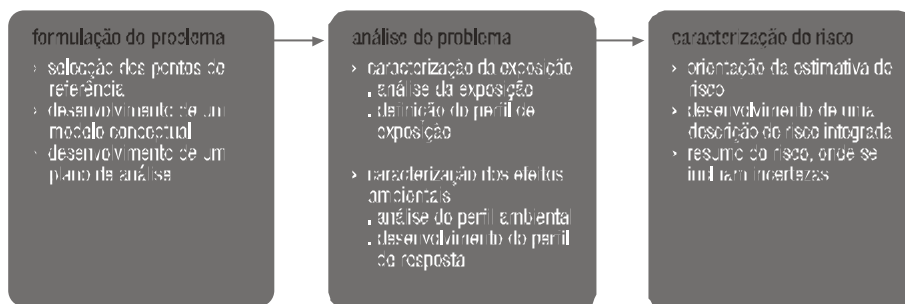 formulação do problema
› selecção dos pontos de
referência
› desenvolvimento de um
modelo conceptual
› desenvolvimento de um
plano de análise
análise do problema
› caracterização da exposição
. análise da exposição
. definição do perfil de
exposição
› caracterização dos efeitos
ambientais
. análise do perfil ambiental
. desenvolvimento do perfil
de resposta
caracterização do risco
› orientação da estimativa de
risco
› desenvolvimento de uma
descrição do risco integrada
› resumo do risco, onde se
incluam incertezas